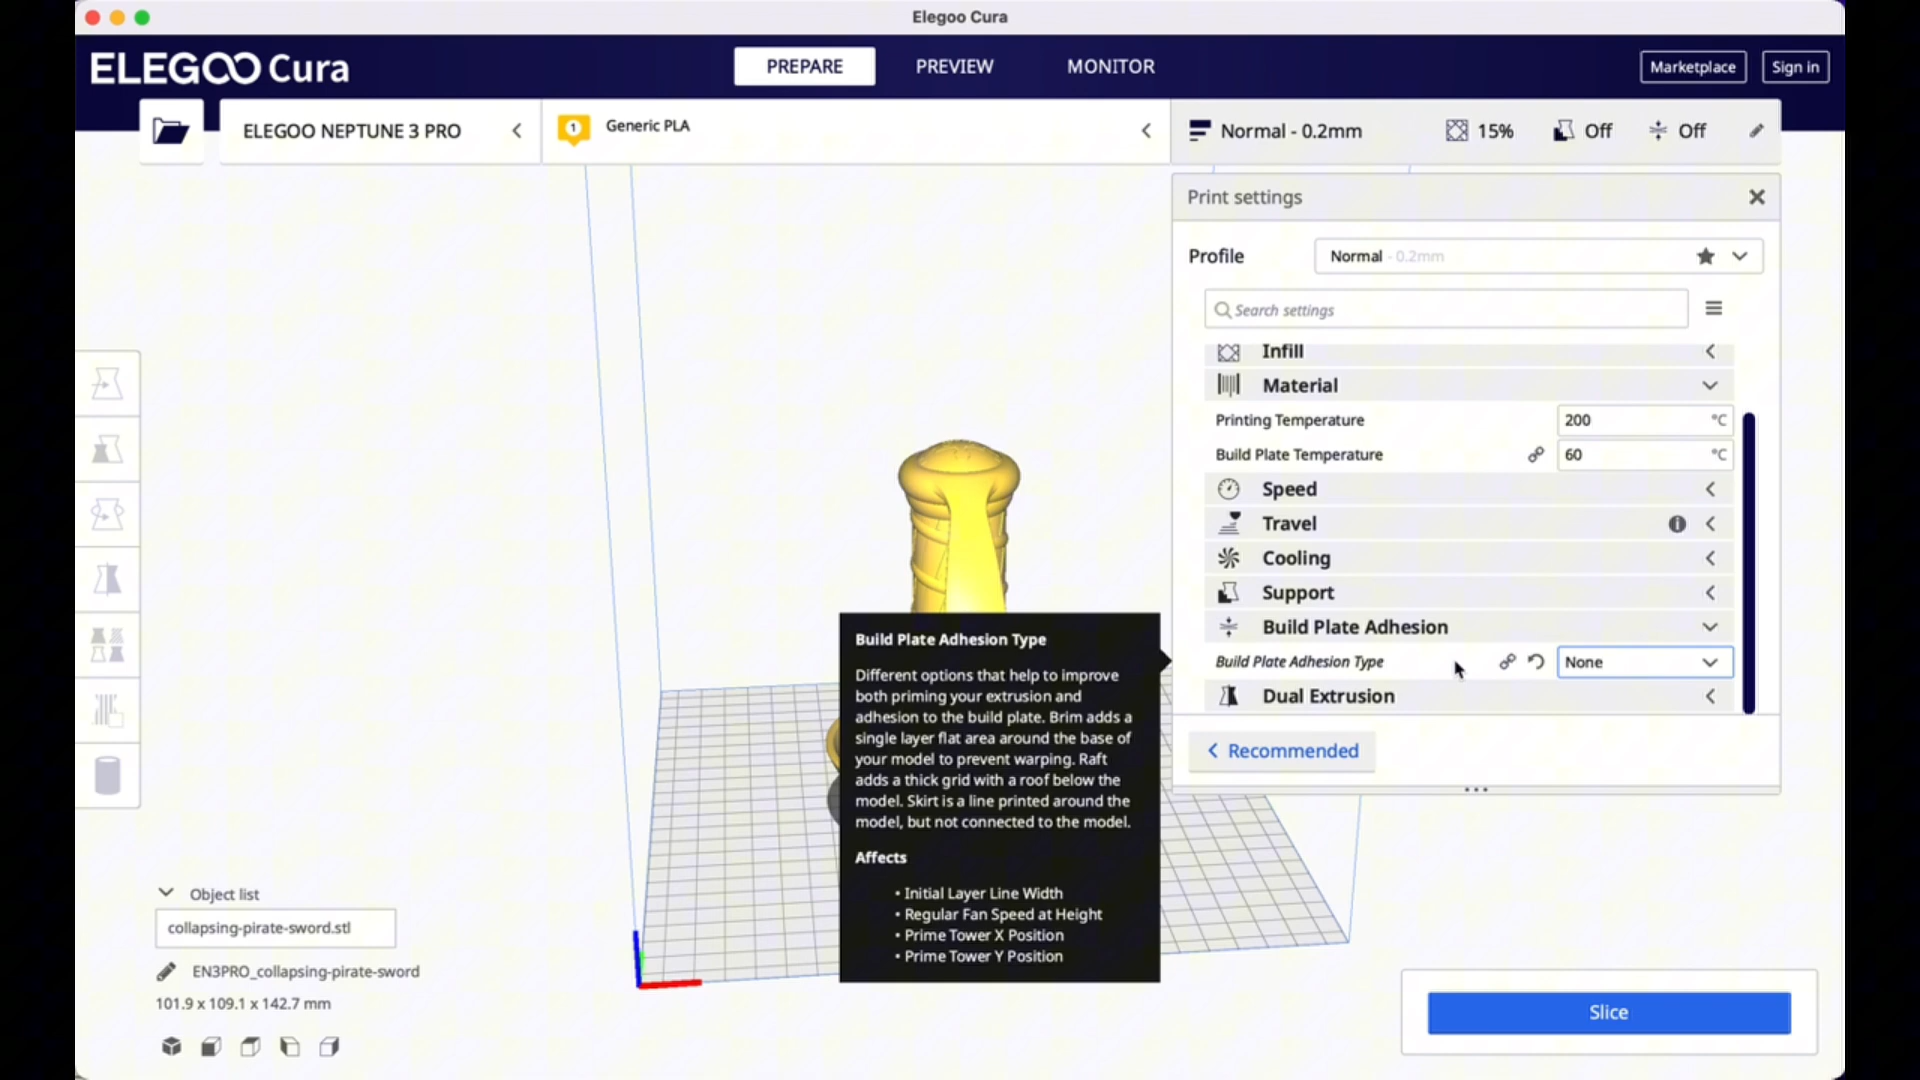 Elegoo Cura
ELEGOO Cura
PREPARE
PREVIEW
MONITOR
Marketplace
Sign in
ELEGOO NEPTUNE 3 PRO
1
Generic PLA
Normal - 0.2mm
15%
Off
Off
Print settings
Profile
Normal - 0.2mm
Search settings
Infill
Material
Printing Temperature
200 °C
Build Plate Temperature
60 °C
Speed
Travel
Cooling
Support
Build Plate Adhesion
Build Plate Adhesion Type
None
Dual Extrusion
Recommended
Build Plate Adhesion Type
Different options that help to improve
both priming your extrusion and
adhesion to the build plate. Brim adds a
single layer flat area around the base of
your model to prevent warping. Raft
adds a thick grid with a roof below the
model. Skirt is a line printed around the
model, but not connected to the model.
Affects
• Initial Layer Line Width
• Regular Fan Speed at Height
• Prime Tower X Position
• Prime Tower Y Position
Object list
collapsing-pirate-sword.stl
EN3PRO_collapsing-pirate-sword
101.9 x 109.1 x 142.7 mm
Slice